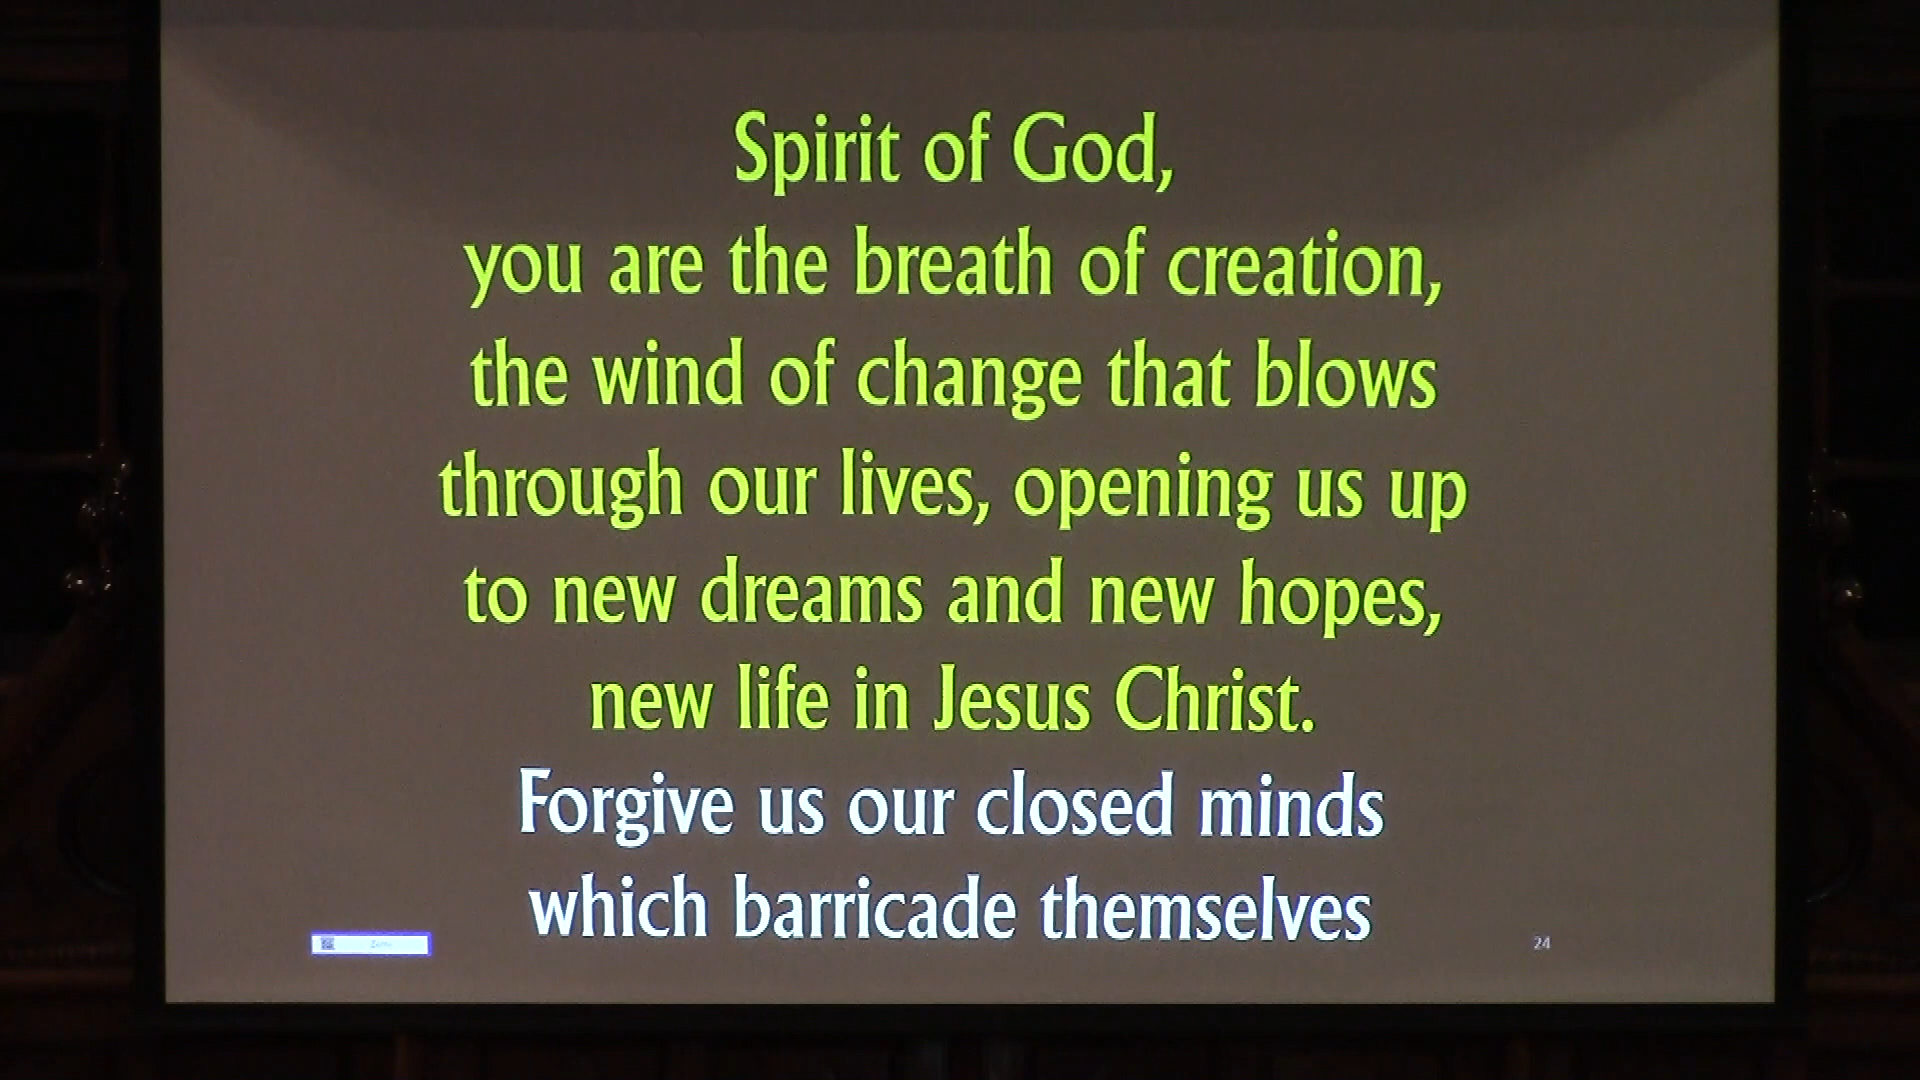 Spirit of God,
you are the breath of creation,
the wind of change that blows
through our lives, opening us up
to new dreams and new hopes,
new life in Jesus Christ.
Forgive us our closed minds
which barricade themselves
24